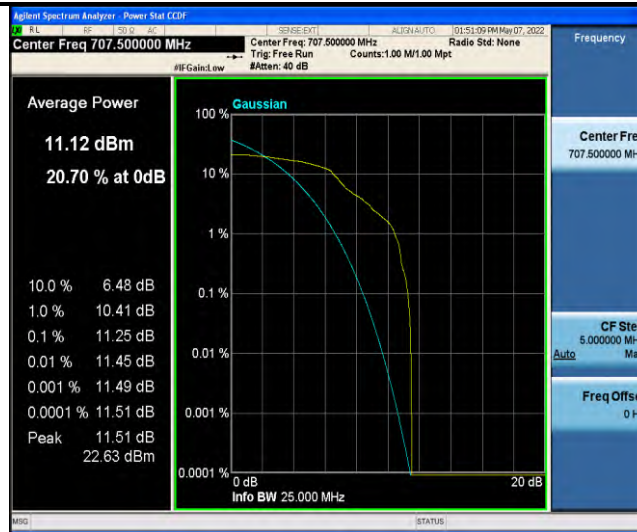 Agilent Spectrum Analyzer - Power Stat CCDF
RL RF 50 Ω AC SENSE:EXT ALIGN AUTO 01:51:09 PM May 07, 2022
Center Freq 707.500000 MHz
Center Freq: 707.500000 MHz Radio Std: None
Trig: Free Run Counts:1.00 M/1.00 Mpt
#IFGain:Low #Atten: 40 dB
Frequency
Average Power
11.12 dBm
20.70 % at 0dB
10.0 % 6.48 dB
1.0 % 10.41 dB
0.1 % 11.25 dB
0.01 % 11.45 dB
0.001 % 11.49 dB
0.0001 % 11.51 dB
Peak 11.51 dB
22.63 dBm
Gaussian
100 %
10 %
1 %
0.1 %
0.01 %
0.001 %
0.0001 %
0 dB 20 dB
Info BW 25.000 MHz
Center Fre
707.500000 MH
CF Ste
5.000000 MH
Auto Ma
Freq Offse
0 H
MSG STATUS